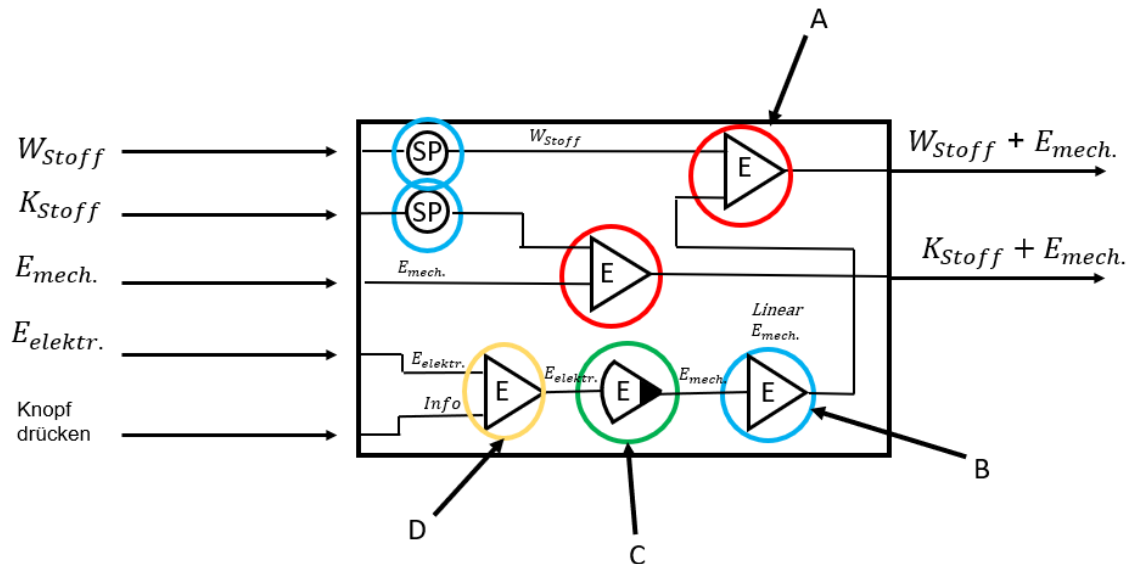 A
W_Stoff
SP
W_Stoff
E
W_Stoff + E_mech.
K_Stoff
SP
E_mech.
E_mech.
E
K_Stoff + E_mech.
E_elektr.
Linear
E_mech.
E_elektr.
E
E_elektr.
E
E_mech.
E
Info
Knopf
drücken
B
D
C